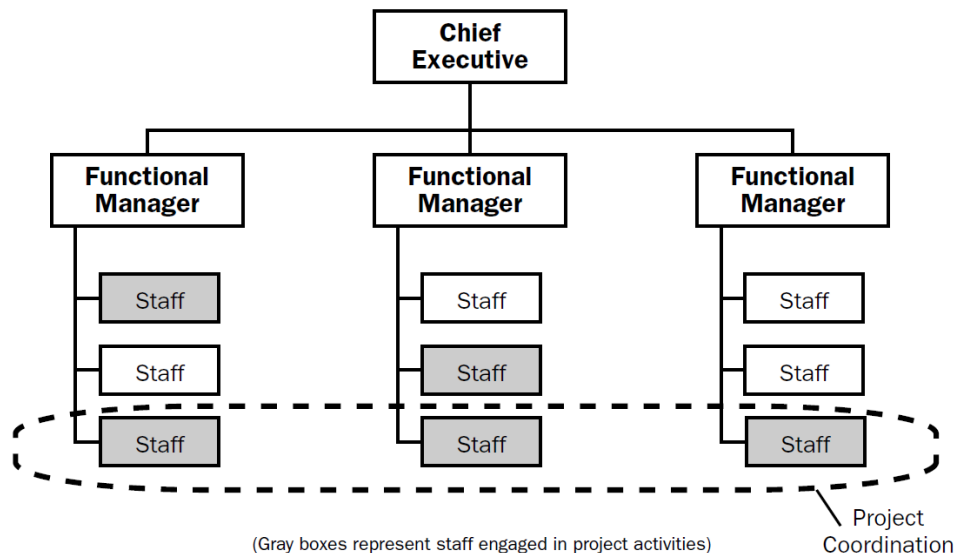 Chief
Executive
Functional
Manager
Functional
Manager
Functional
Manager
Staff
Staff
Staff
Staff
Staff
Staff
Staff
Staff
Staff
Project
Coordination
(Gray boxes represent staff engaged in project activities)